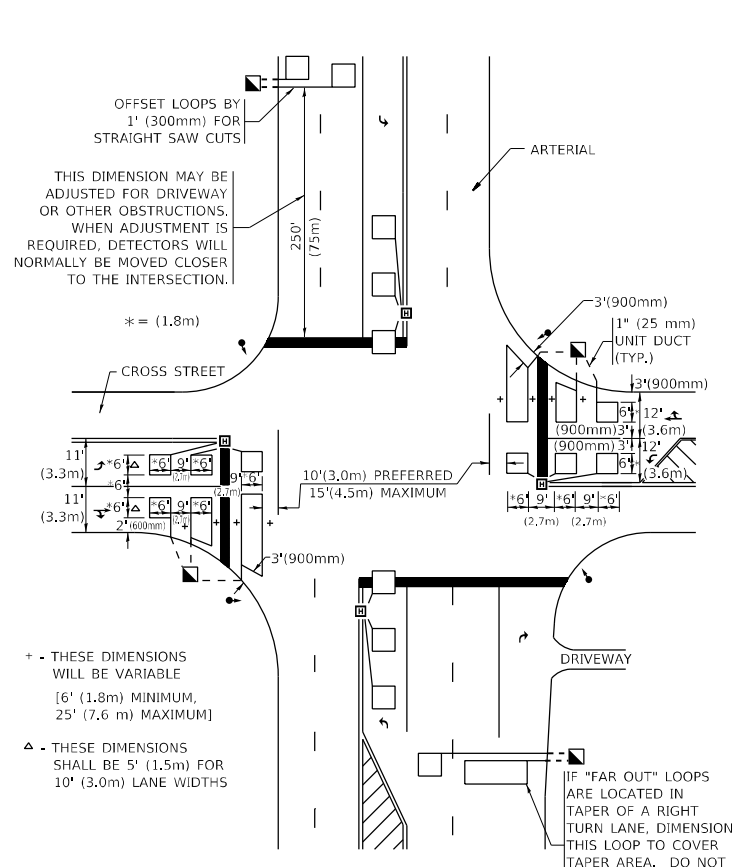 OFFSET LOOPS BY
1' (300mm) FOR
STRAIGHT SAW CUTS
THIS DIMENSION MAY BE
ADJUSTED FOR DRIVEWAY
OR OTHER OBSTRUCTIONS.
WHEN ADJUSTMENT IS
REQUIRED, DETECTORS WILL
NORMALLY BE MOVED CLOSER
TO THE INTERSECTION.
250'
(75m)
ARTERIAL
* = (1.8m)
3'(900mm)
1" (25 mm)
UNIT DUCT
(TYP.)
H
CROSS STREET
3'(900mm)
+ + +
6'* 12'
(3.6m)
(900mm)3'
(900mm)3' 12'
6'*
(3.6m)
H
H
11'
(3.3m)
*6' △
*6' 9' *6'
(2.7m)
9' *6'
(2.7m)
*6'
11'
(3.3m)
*6' △
*6' 9' *6'
(2.7m)
2' (600mm)
+ + +
10'(3.0m) PREFERRED
15'(4.5m) MAXIMUM
*6' 9' *6' 9' *6'
(2.7m) (2.7m)
3'(900mm)
H
DRIVEWAY
+ - THESE DIMENSIONS
WILL BE VARIABLE
[6' (1.8m) MINIMUM,
25' (7.6 m) MAXIMUM]
△ - THESE DIMENSIONS
SHALL BE 5' (1.5m) FOR
10' (3.0m) LANE WIDTHS
IF "FAR OUT" LOOPS
ARE LOCATED IN
TAPER OF A RIGHT
TURN LANE, DIMENSION
THIS LOOP TO COVER
TAPER AREA. DO NOT